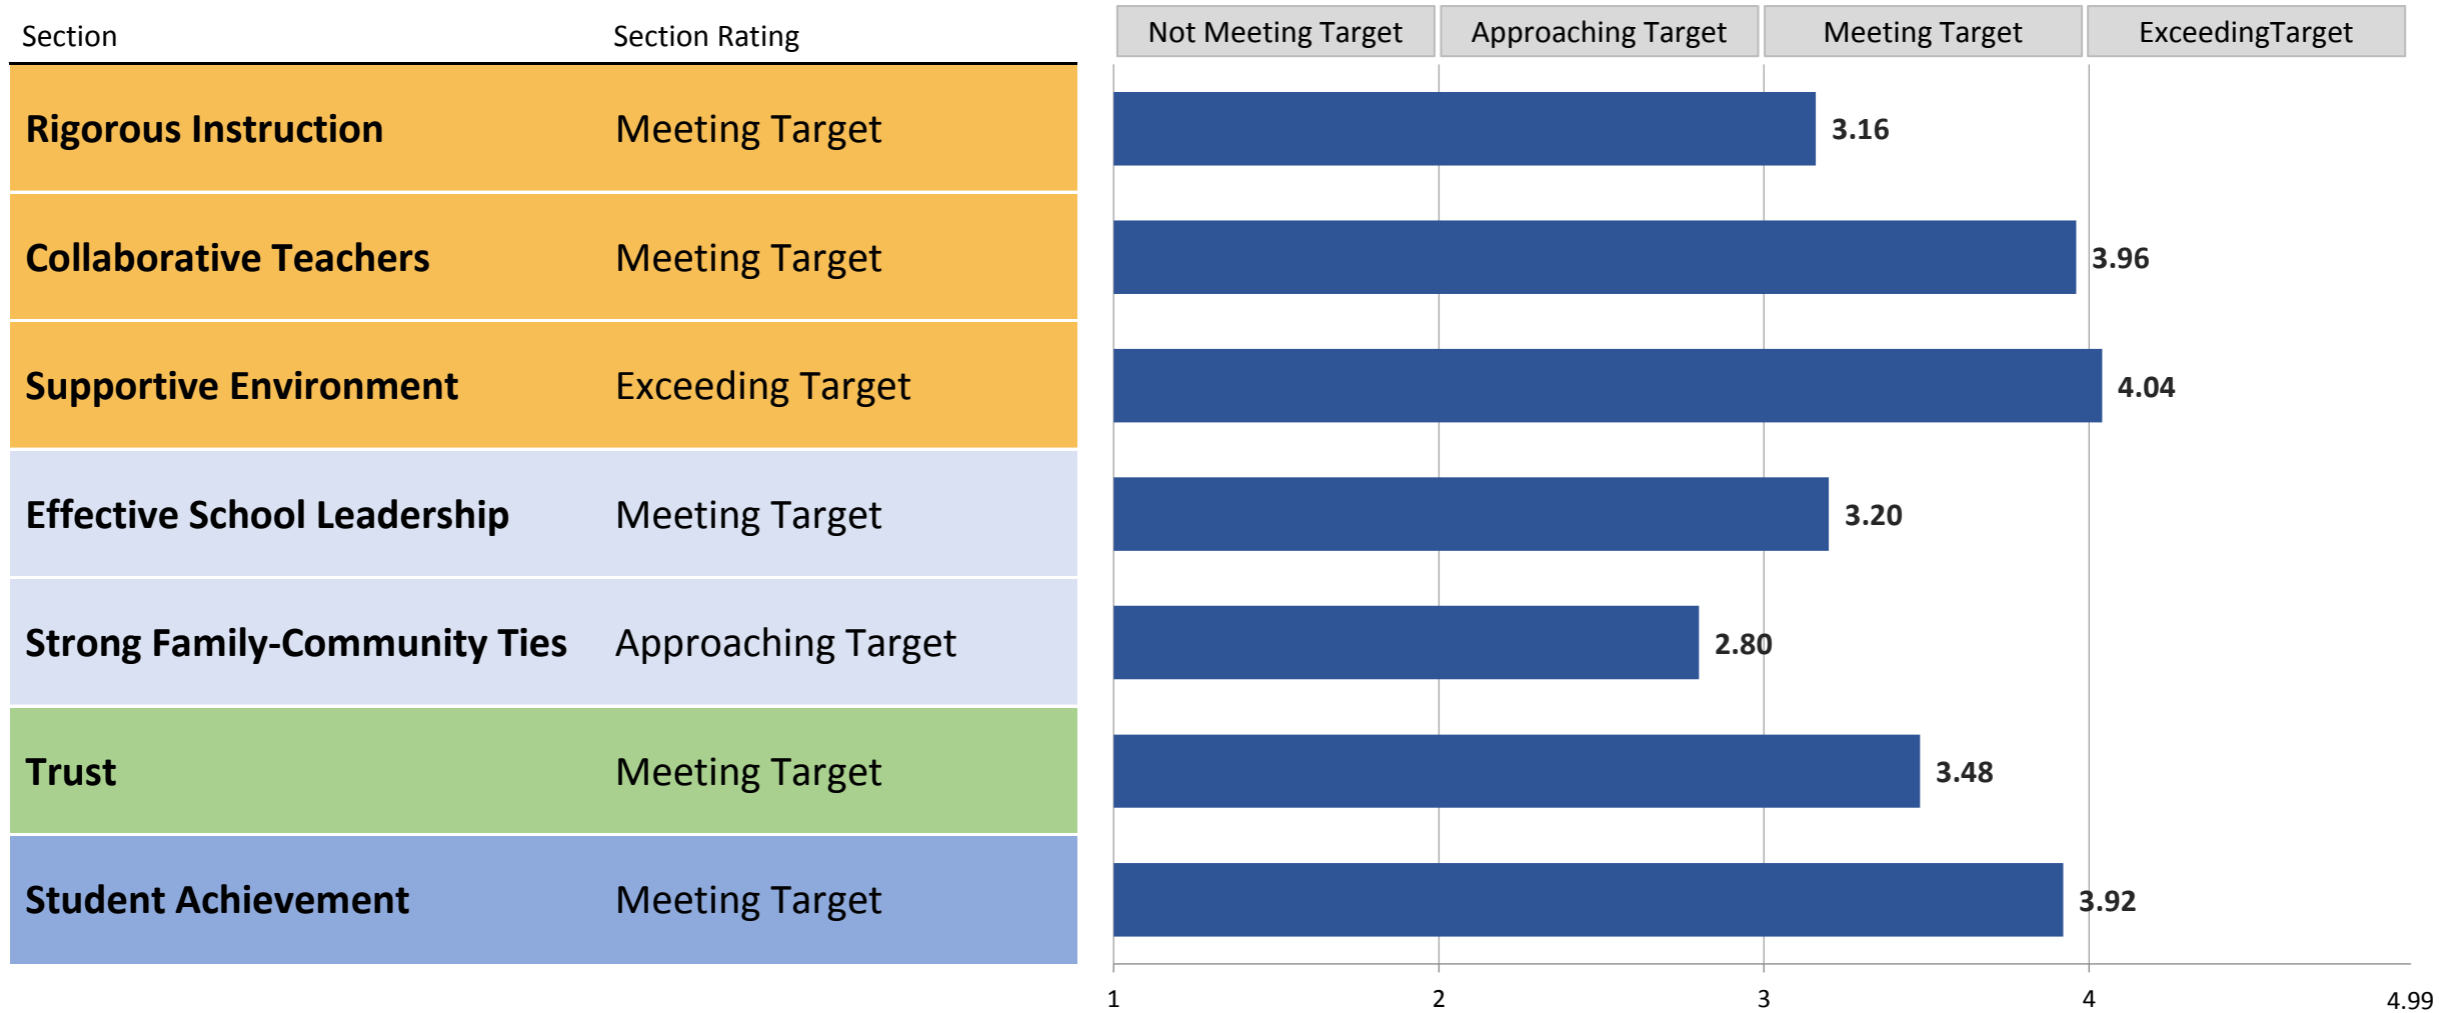 Section Section Rating Not Meeting Target Approaching Target Meeting Target ExceedingTarget
Rigorous Instruction Meeting Target 3.16
Collaborative Teachers Meeting Target 3.96
Supportive Environment Exceeding Target 4.04
Effective School Leadership Meeting Target 3.20
Strong Family-Community Ties Approaching Target 2.80
Trust Meeting Target 3.48
Student Achievement Meeting Target 3.92
1 2 3 4 4.99